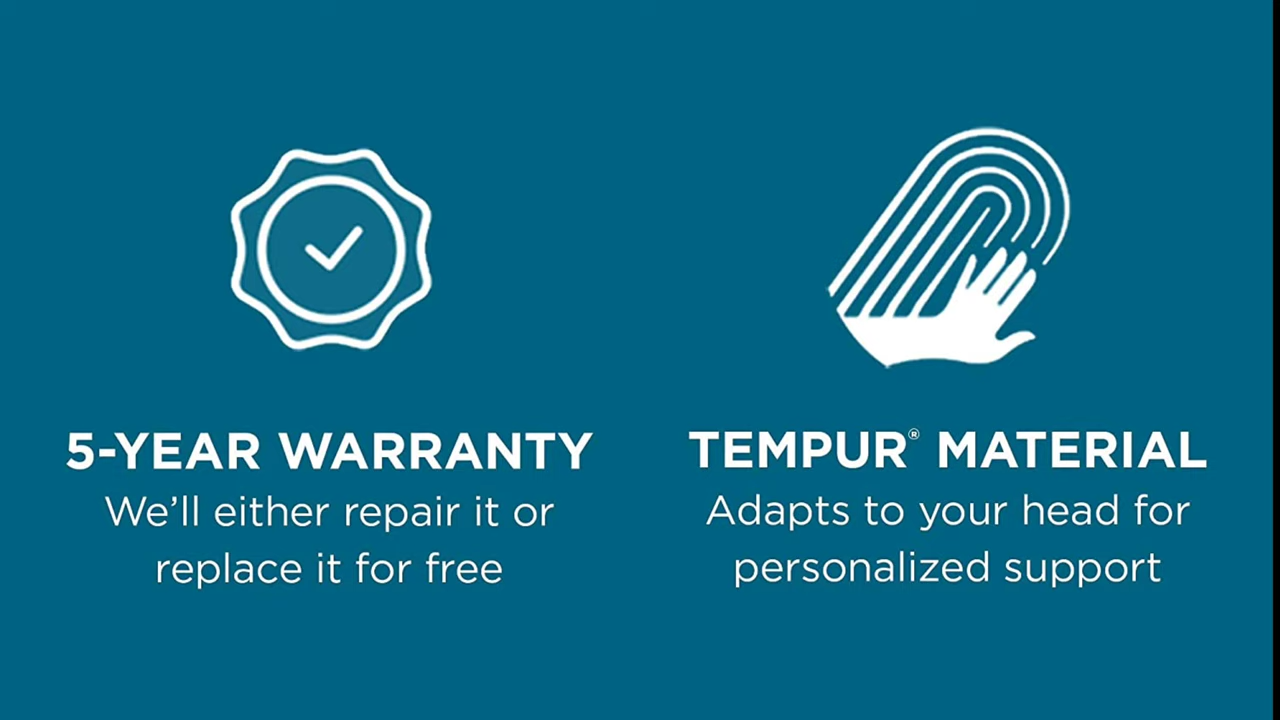 5-YEAR WARRANTY
We'll either repair it or
replace it for free
TEMPUR® MATERIAL
Adapts to your head for
personalized support